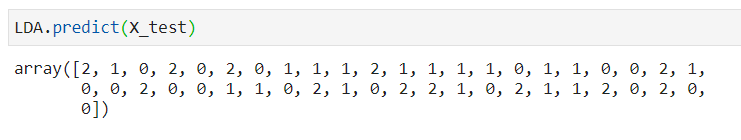 LDA.predict(X_test)
array([2, 1, 0, 2, 0, 2, 0, 1, 1, 1, 2, 1, 1, 1, 1, 0, 1, 1, 0, 0, 2, 1,
0, 0, 2, 0, 0, 1, 1, 0, 2, 1, 0, 2, 2, 1, 0, 2, 1, 1, 2, 0, 2, 0,
0])